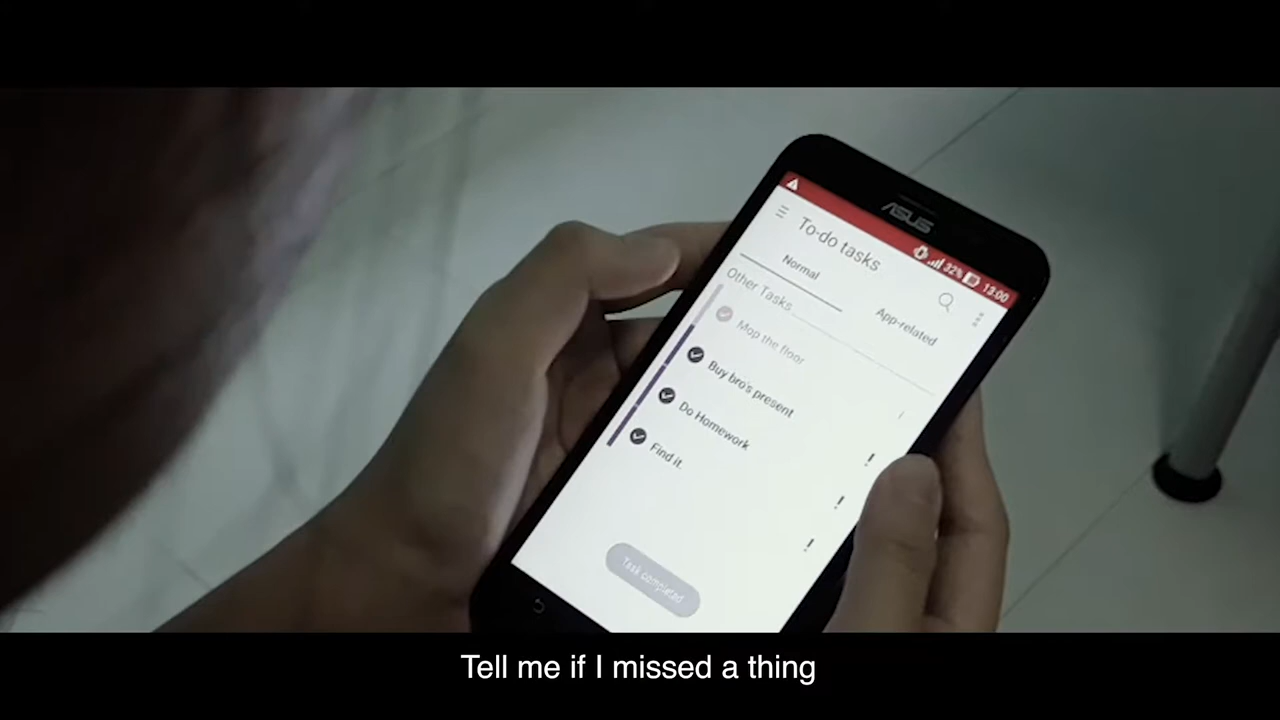 ASUS
32%
13:00
To-do tasks
Normal
App-related
Other Tasks
Mop the floor
Buy bro's present
!
Do Homework
!
Find it.
!
Task completed
Tell me if I missed a thing